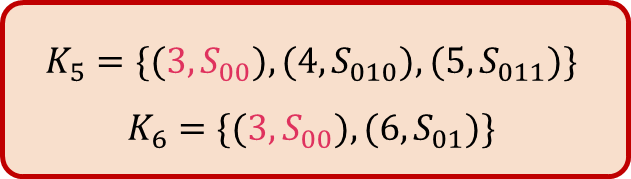 K₅ = {(3, S₀₀), (4, S₀₁₀), (5, S₀₁₁)}
K₆ = {(3, S₀₀), (6, S₀₁)}